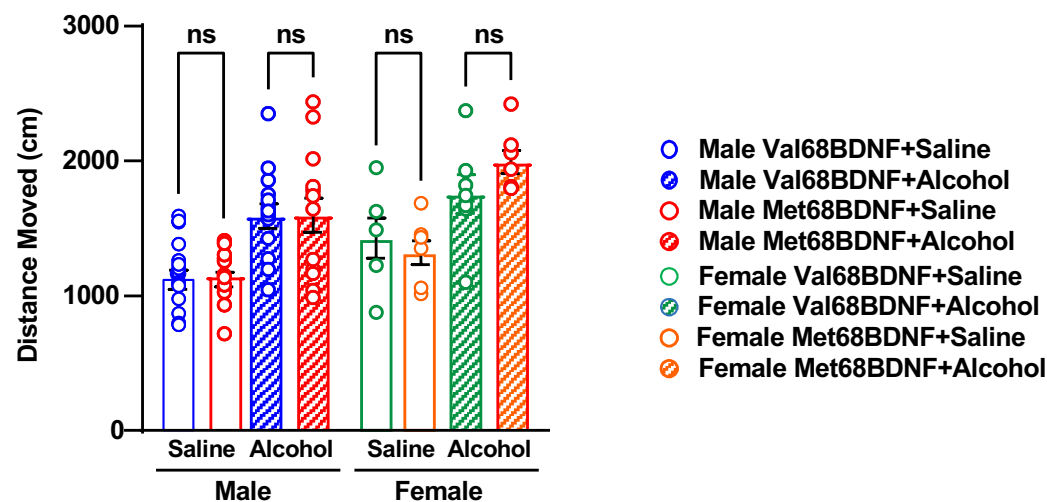 3000
2000
1000
0
Distance Moved (cm)
ns ns ns ns
Saline Alcohol Saline Alcohol
Male Female
Male Val68BDNF+Saline
Male Val68BDNF+Alcohol
Male Met68BDNF+Saline
Male Met68BDNF+Alcohol
Female Val68BDNF+Saline
Female Val68BDNF+Alcohol
Female Met68BDNF+Saline
Female Met68BDNF+Alcohol